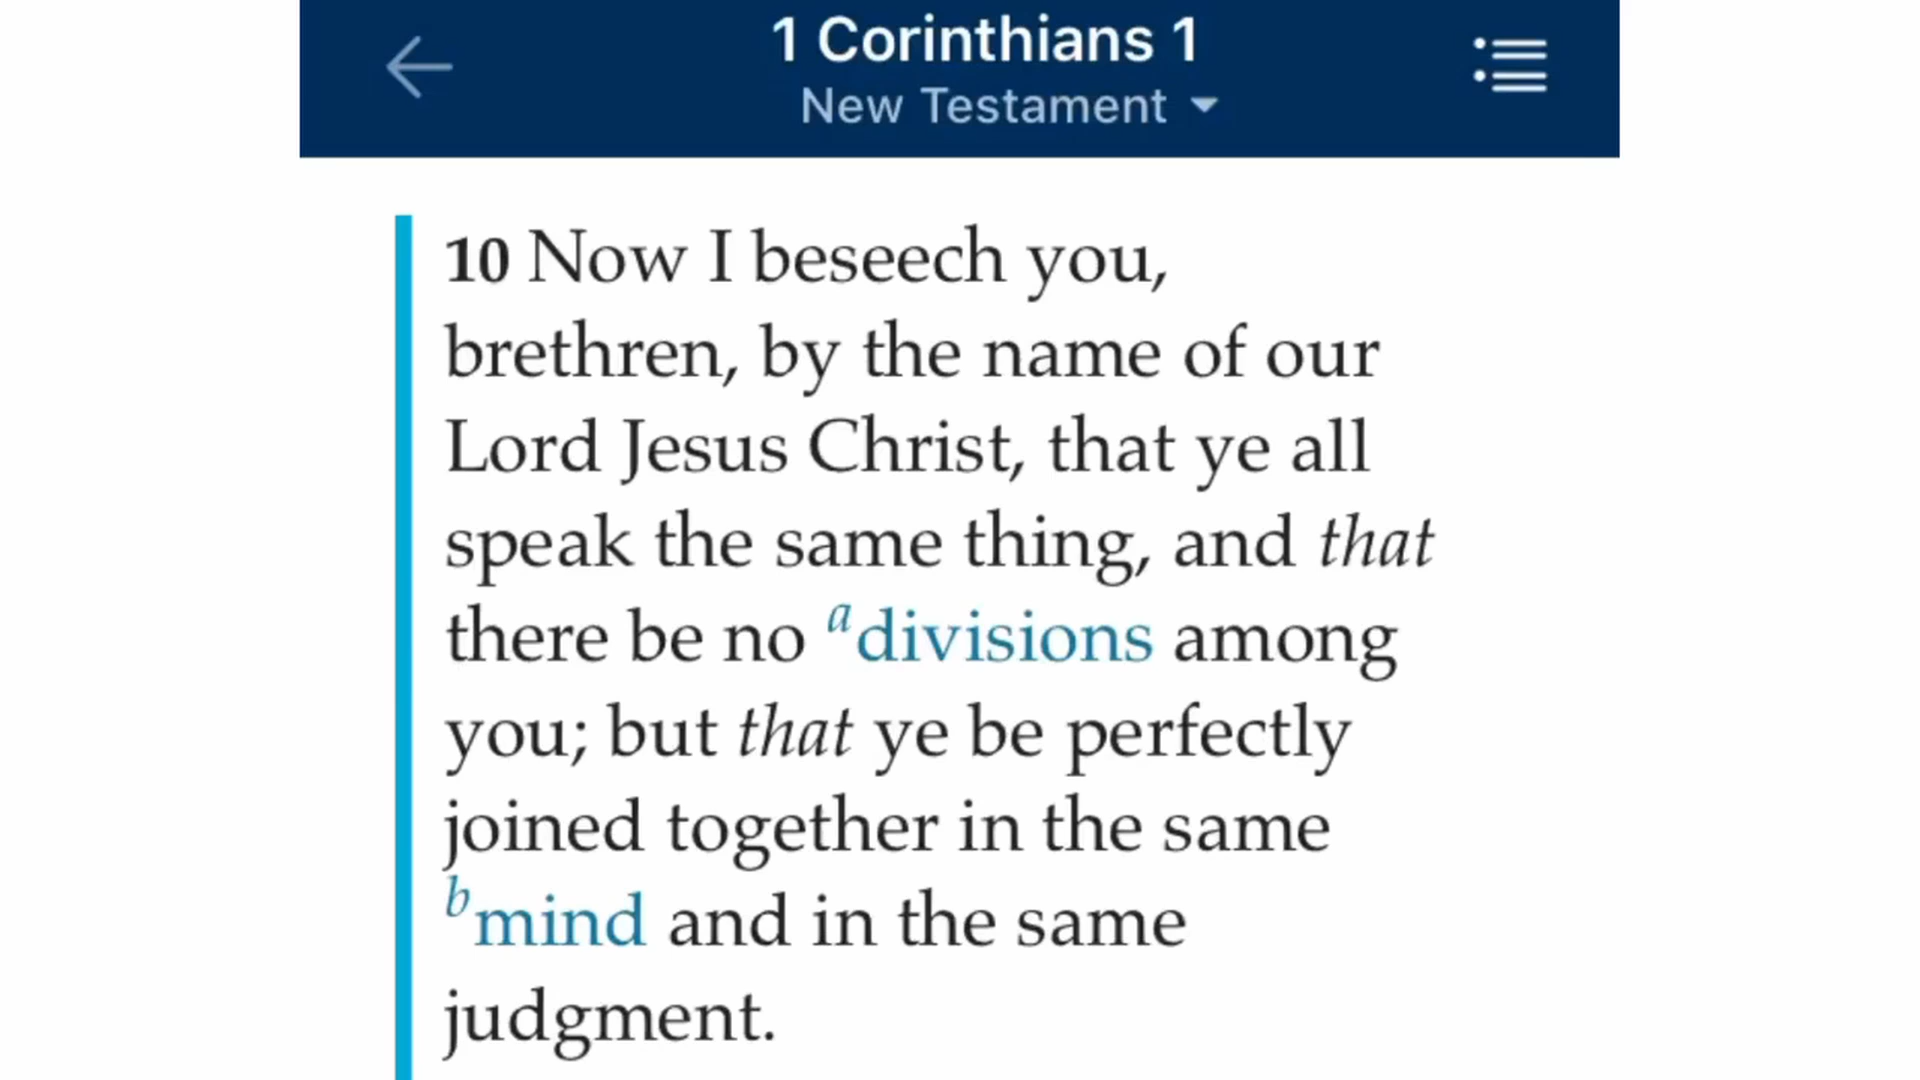 1 Corinthians 1
New Testament
10 Now I beseech you,
brethren, by the name of our
Lord Jesus Christ, that ye all
speak the same thing, and that
there be no a divisions among
you; but that ye be perfectly
joined together in the same
b mind and in the same
judgment.